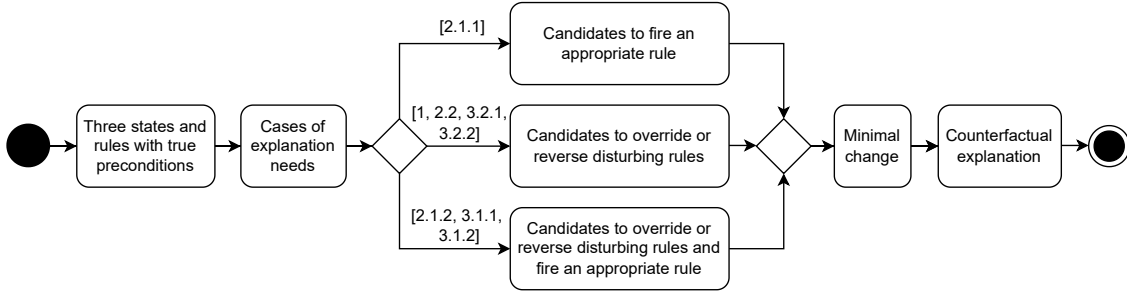 [2.1.1]
Candidates to fire an
appropriate rule
Three states and
rules with true
preconditions
Cases of
explanation
needs
[1, 2.2, 3.2.1,
3.2.2]
Candidates to override or
reverse disturbing rules
Minimal
change
Counterfactual
explanation
[2.1.2, 3.1.1,
3.1.2]
Candidates to override or
reverse disturbing rules and
fire an appropriate rule